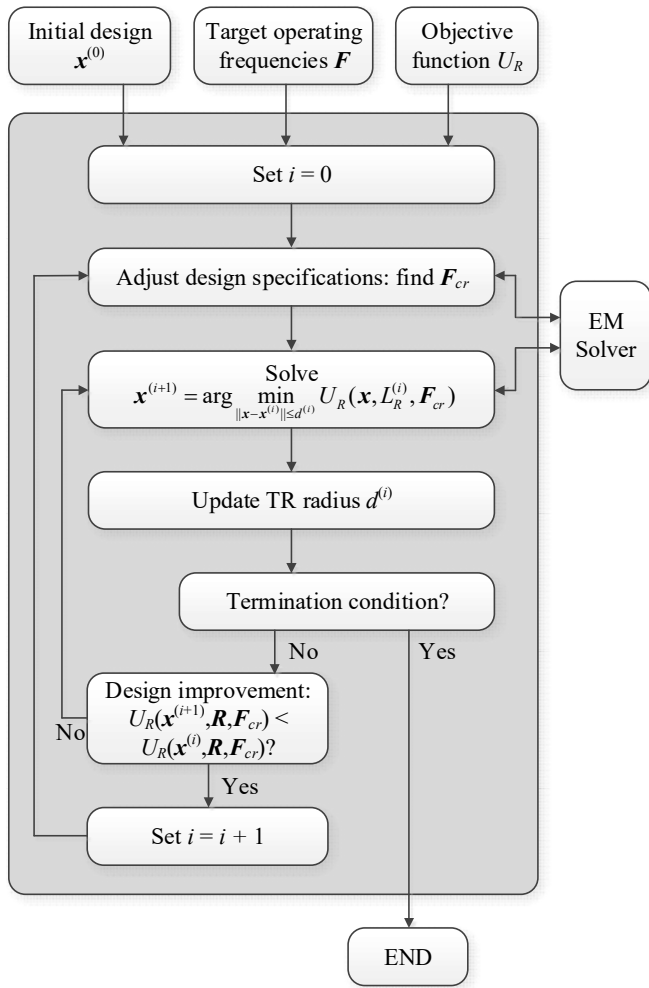 Initial design
x^(0)
Target operating
frequencies F
Objective
function U_R
Set i = 0
Adjust design specifications: find F_cr
EM
Solver
Solve
x^(i+1) = arg min U_R(x, L_R^(i), F_cr)
||x−x^(i)||≤d^(i)
Update TR radius d^(i)
Termination condition?
No
Yes
Design improvement:
U_R(x^(i+1),R,F_cr) <
U_R(x^(i),R,F_cr)?
No
Yes
Set i = i + 1
END